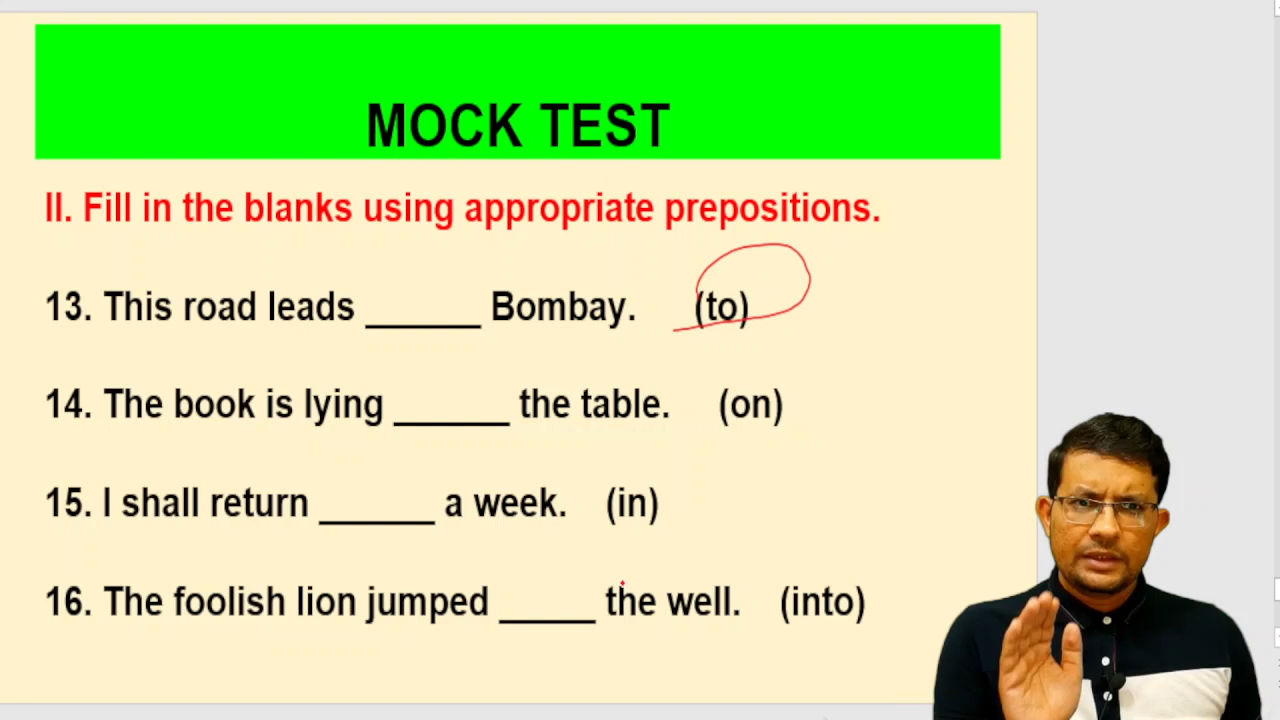 MOCK TEST
II. Fill in the blanks using appropriate prepositions.
13. This road leads ______ Bombay. (to)
14. The book is lying ______ the table. (on)
15. I shall return ______ a week. (in)
16. The foolish lion jumped _____ the well. (into)